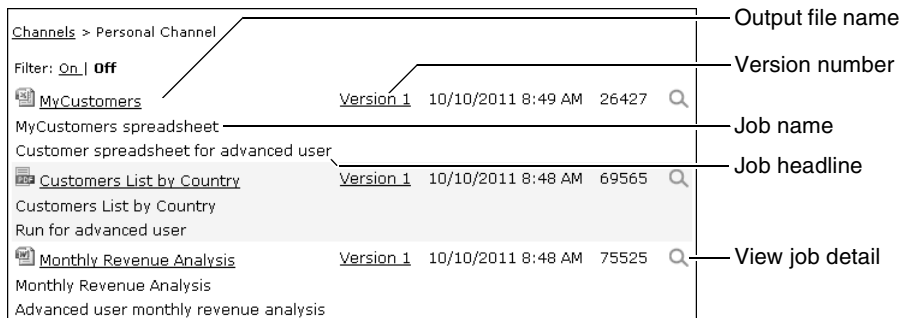 Channels > Personal Channel
Filter: On | Off
MyCustomers Version 1 10/10/2011 8:49 AM 26427
MyCustomers spreadsheet
Customer spreadsheet for advanced user
PDF Customers List by Country Version 1 10/10/2011 8:48 AM 69565
Customers List by Country
Run for advanced user
Monthly Revenue Analysis Version 1 10/10/2011 8:48 AM 75525
Monthly Revenue Analysis
Advanced user monthly revenue analysis
Output file name
Version number
Job name
Job headline
View job detail